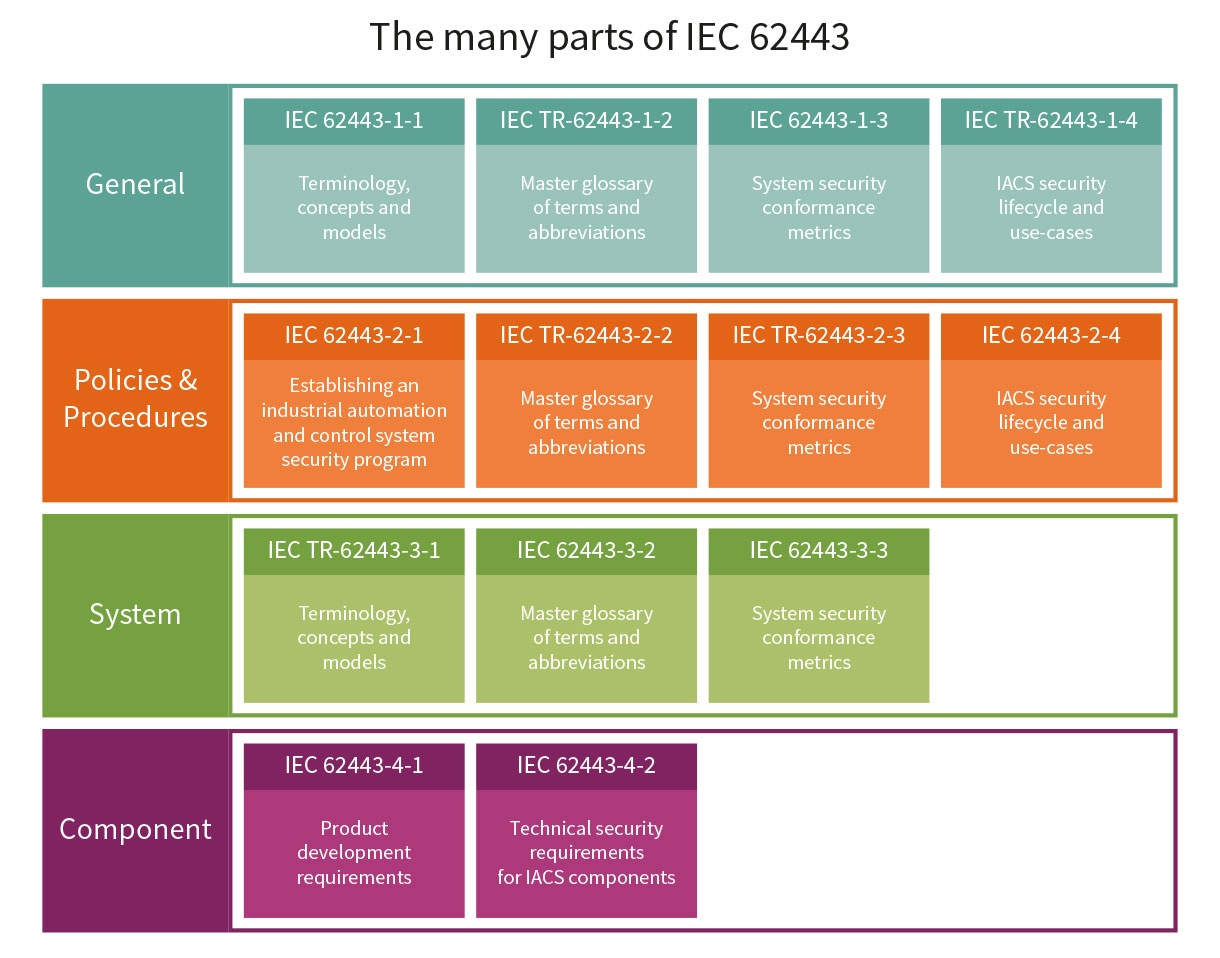 The many parts of IEC 62443
General
IEC 62443-1-1
Terminology,
concepts and
models
IEC TR-62443-1-2
Master glossary
of terms and
abbreviations
IEC 62443-1-3
System security
conformance
metrics
IEC TR-62443-1-4
IACS security
lifecycle and
use-cases
Policies &
Procedures
IEC 62443-2-1
Establishing an
industrial automation
and control system
security program
IEC TR-62443-2-2
Master glossary
of terms and
abbreviations
IEC TR-62443-2-3
System security
conformance
metrics
IEC 62443-2-4
IACS security
lifecycle and
use-cases
System
IEC TR-62443-3-1
Terminology,
concepts and
models
IEC 62443-3-2
Master glossary
of terms and
abbreviations
IEC 62443-3-3
System security
conformance
metrics
Component
IEC 62443-4-1
Product
development
requirements
IEC 62443-4-2
Technical security
requirements
for IACS components